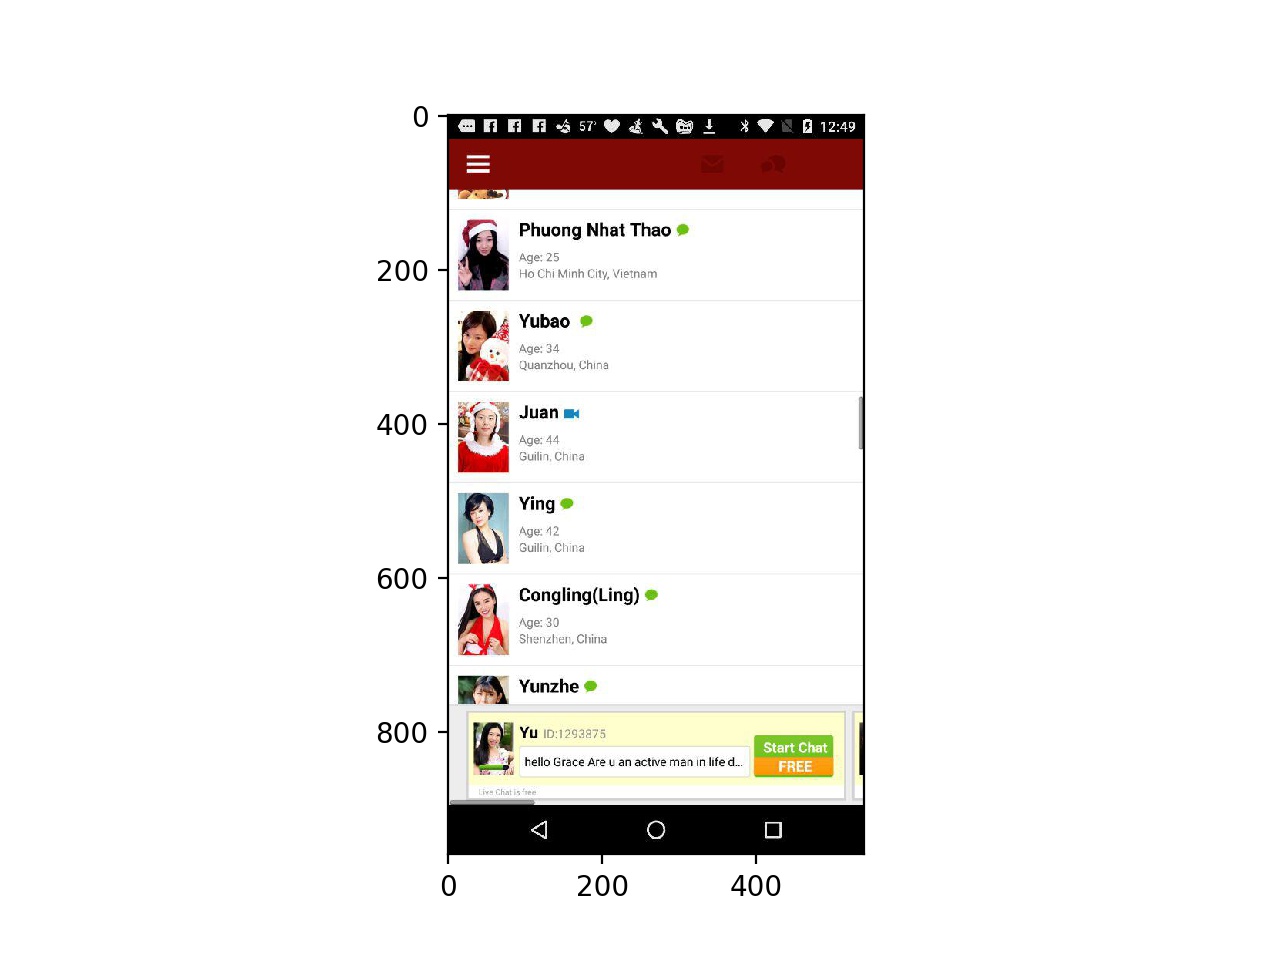 0
57°
12:49
Phuong Nhat Thao
Age: 25
200
Ho Chi Minh City, Vietnam
Yubao
Age: 34
Quanzhou, China
Juan
400
Age: 44
Guilin, China
Ying
Age: 42
Guilin, China
600
Congling(Ling)
Age: 30
Shenzhen, China
Yunzhe
800
Yu ID:1293875
Start Chat
hello Grace Are u an active man in life d...
FREE
Live Chat is free
0 200 400